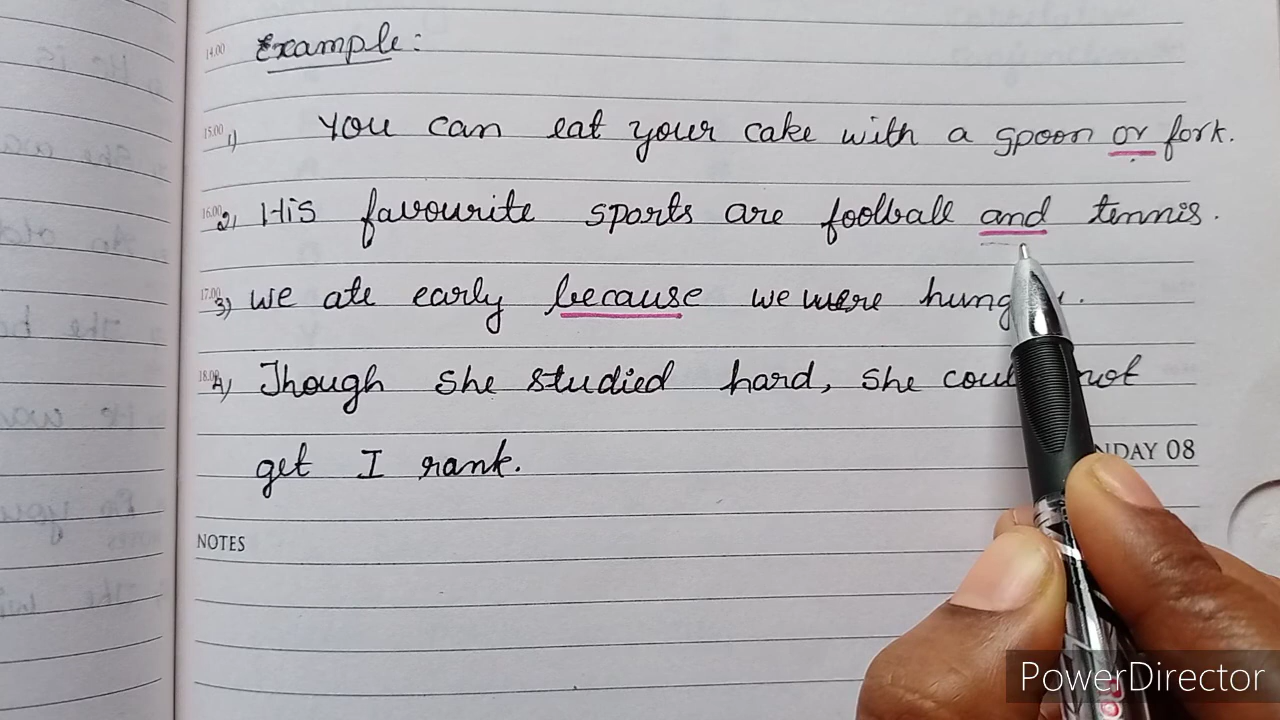 14.00 Example:
15.00 1) You can eat your cake with a spoon or fork.
16.00 2) His favourite sports are football and tennis.
17.00 3) we ate early because we were
18.00 4) Though she studied hard, she not
get I rank.
08
NOTES
PowerDirector